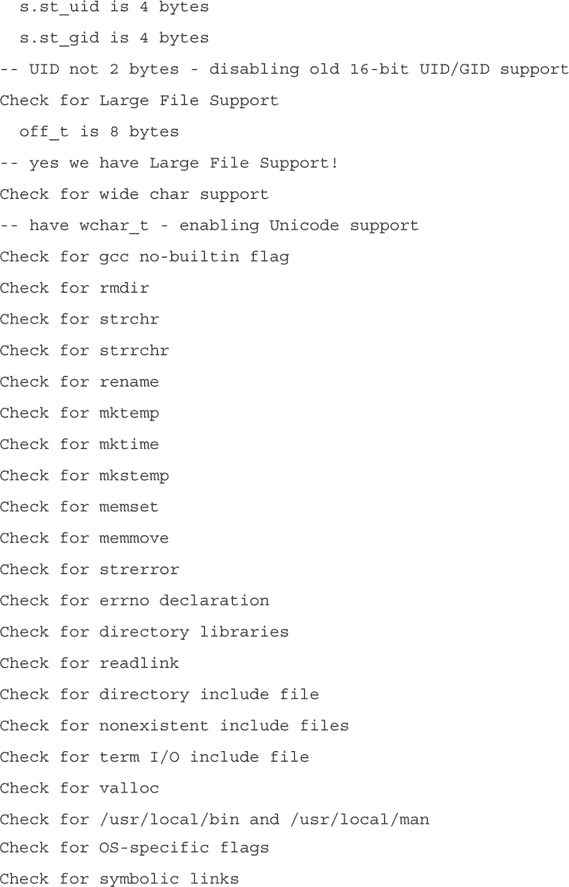 s.st_uid is 4 bytes
s.st_gid is 4 bytes
-- UID not 2 bytes - disabling old 16-bit UID/GID support
Check for Large File Support
off_t is 8 bytes
-- yes we have Large File Support!
Check for wide char support
-- have wchar_t - enabling Unicode support
Check for gcc no-builtin flag
Check for rmdir
Check for strchr
Check for strrchr
Check for rename
Check for mktemp
Check for mktime
Check for mkstemp
Check for memset
Check for memmove
Check for strerror
Check for errno declaration
Check for directory libraries
Check for readlink
Check for directory include file
Check for nonexistent include files
Check for term I/O include file
Check for valloc
Check for /usr/local/bin and /usr/local/man
Check for OS-specific flags
Check for symbolic links